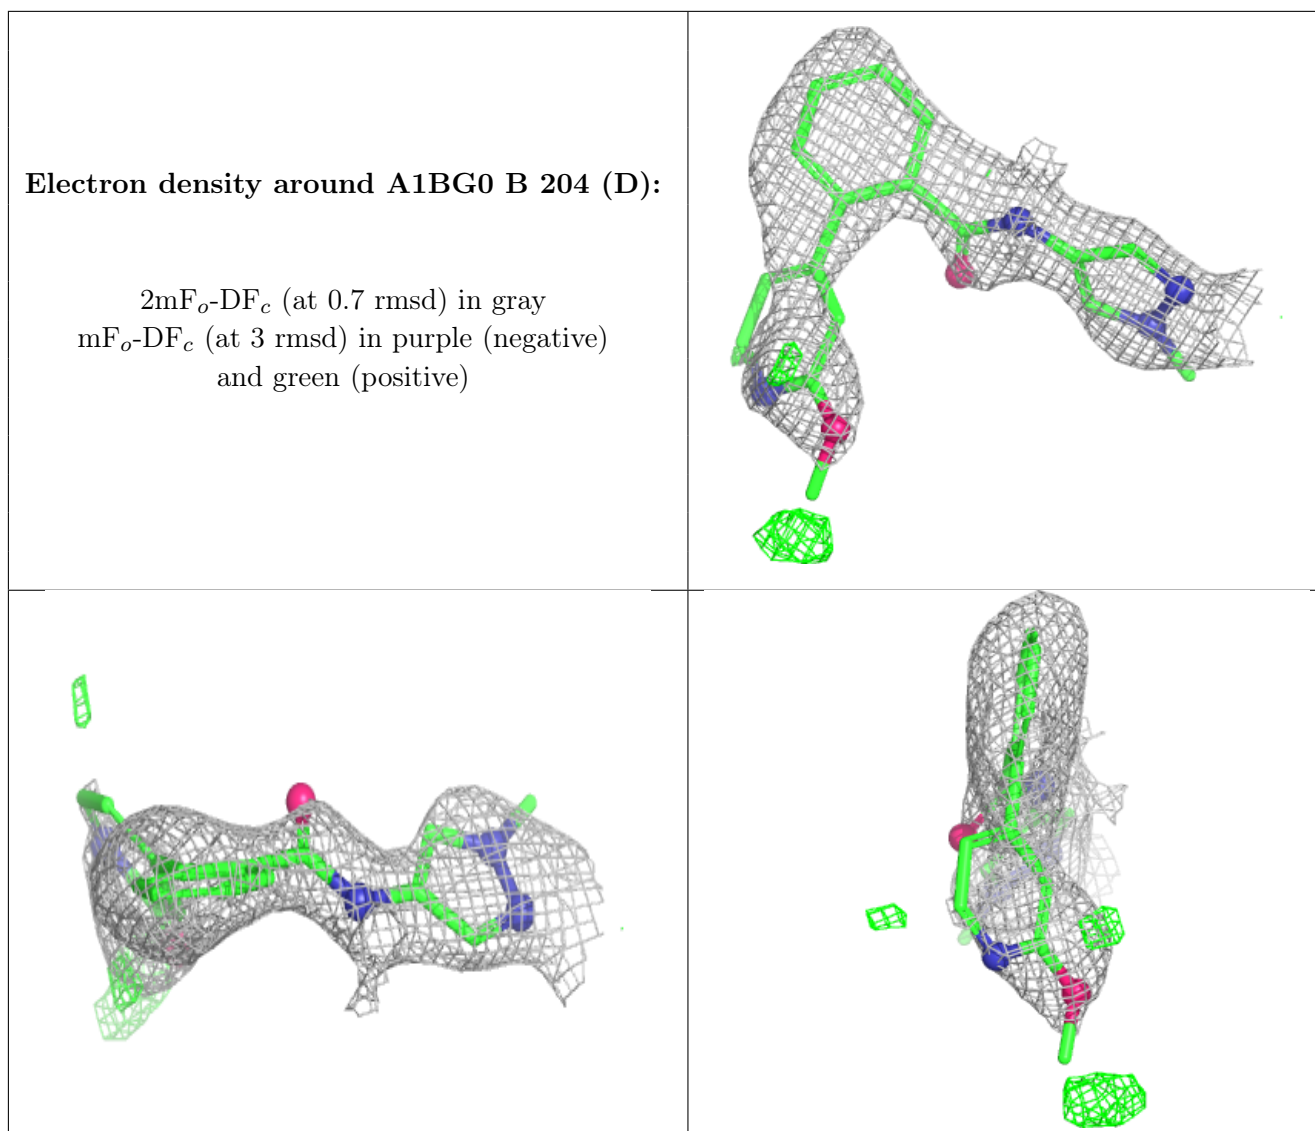 Electron density around A1BG0 B 204 (D):
2mFo-DFc (at 0.7 rmsd) in gray
mFo-DFc (at 3 rmsd) in purple (negative)
and green (positive)